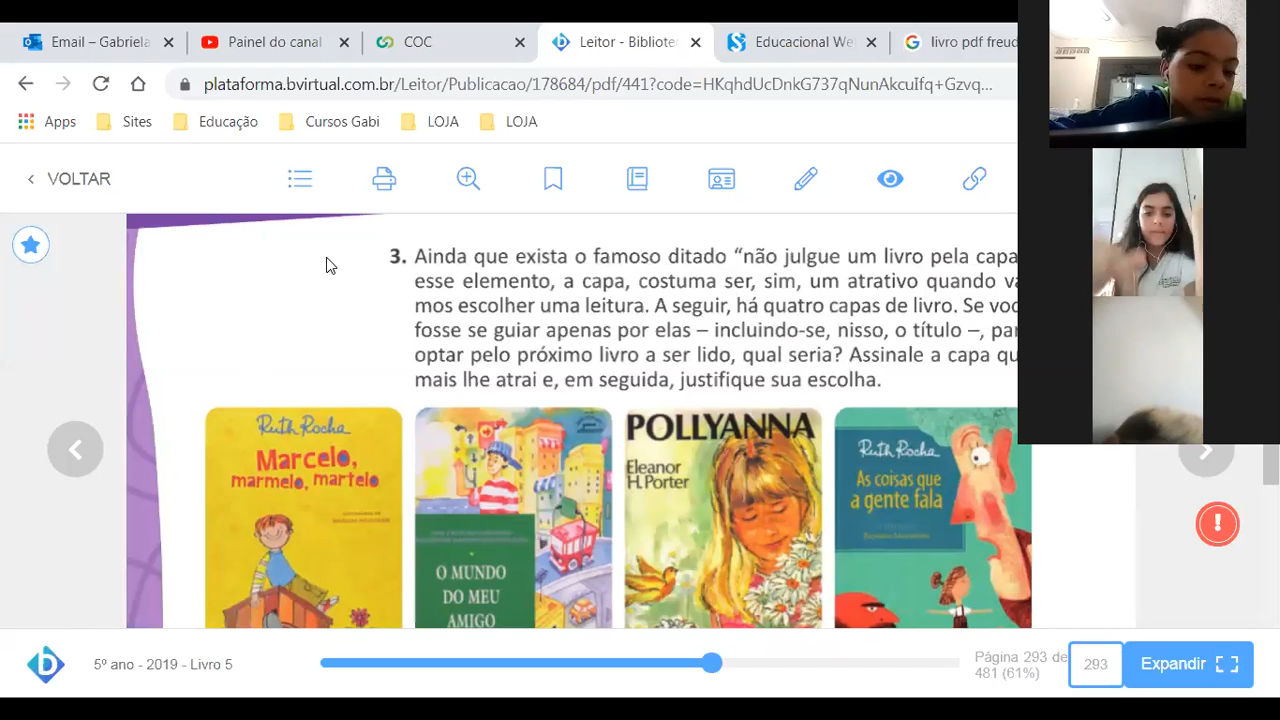 Email – Gabriela
Painel do canal
COC
Leitor - Bibliote
Educacional We
livro pdf freud
plataforma.bvirtual.com.br/Leitor/Publicacao/178684/pdf/441?code=HKqhdUcDnkG737qNunAkcuIfq+Gzvq...
Apps
Sites
Educação
Cursos Gabi
LOJA
LOJA
VOLTAR
3. Ainda que exista o famoso ditado “não julgue um livro pela capa
esse elemento, a capa, costuma ser, sim, um atrativo quando va
mos escolher uma leitura. A seguir, há quatro capas de livro. Se voc
fosse se guiar apenas por elas – incluindo-se, nisso, o título –, par
optar pelo próximo livro a ser lido, qual seria? Assinale a capa qu
mais lhe atrai e, em seguida, justifique sua escolha.
Ruth Rocha
Marcelo,
marmelo, martelo
POLLYANNA
Eleanor
H. Porter
Ruth Rocha
As coisas que
a gente fala
O MUNDO
DO MEU
AMIGO
5º ano - 2019 - Livro 5
Página 293 de
481 (61%)
293
Expandir